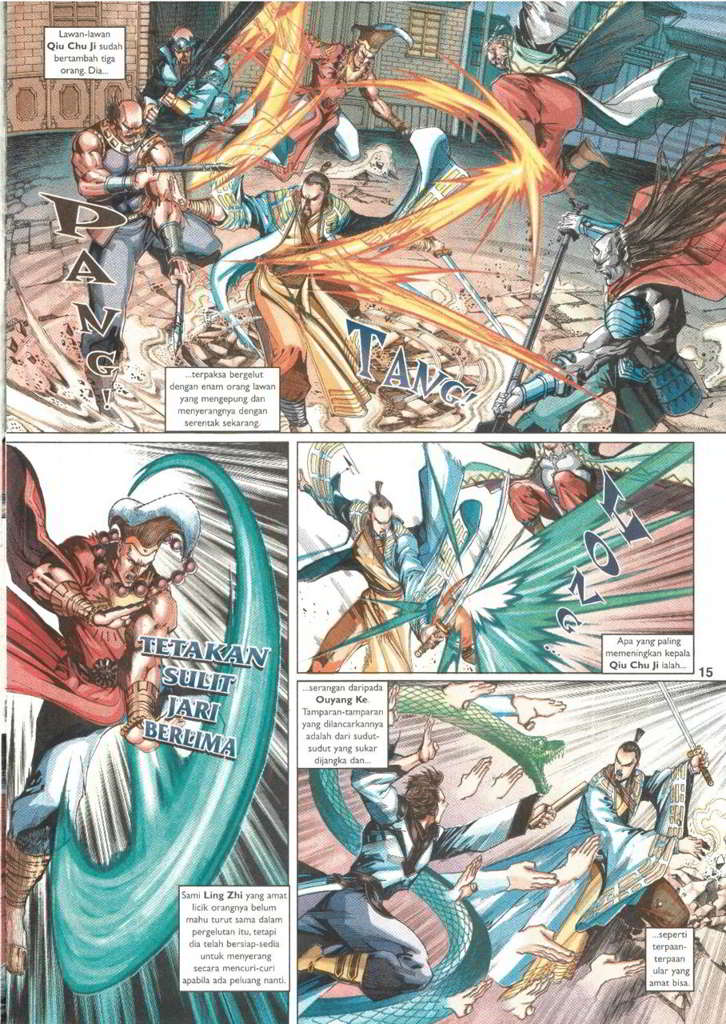 Lawan-lawan
Qiu Chu Ji sudah
bertambah tiga
orang. Dia...
PANG!
TANG!
...terpaksa bergelut
dengan enam orang lawan
yang mengepung dan
menyerangnya dengan
serentak sekarang.
TETAKAN
SULIT
JARI
BERLIMA
Sami Ling Zhi yang amat
licik orangnya belum
mahu turut sama dalam
pergelutan itu, tetapi
dia telah bersiap-sedia
untuk menyerang
secara mencuri-curi
apabila ada peluang nanti.
Apa yang paling
memeningkan kepala
Qiu Chu Ji ialah...
15
...serangan daripada
Ouyang Ke.
Tamparan-tamparan
yang dilancarkannya
adalah dari sudut-
sudut yang sukar
dijangka dan...
...seperti
terpaan-
terpaan
ular yang
amat bisa.